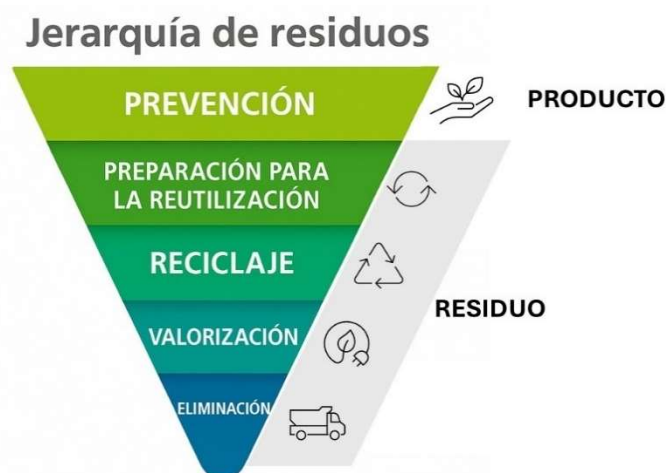 Jerarquía de residuos
PREVENCIÓN
PRODUCTO
PREPARACIÓN PARA
LA REUTILIZACIÓN
RECICLAJE
RESIDUO
VALORIZACIÓN
ELIMINACIÓN